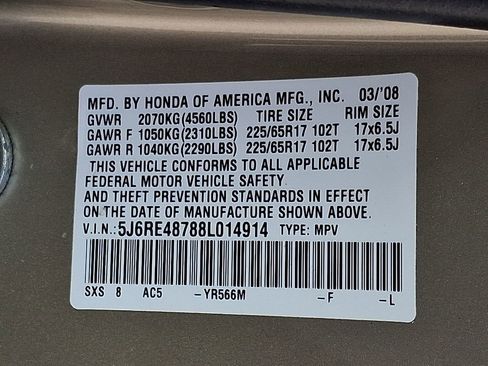 MFD. BY HONDA OF AMERICA MFG., INC. 03/'08
GVWR 2070KG(4560LBS) TIRE SIZE RIM SIZE
GAWR F 1050KG(2310LBS) 225/65R17 102T 17x6.5J
GAWR R 1040KG(2290LBS) 225/65R17 102T 17x6.5J
THIS VEHICLE CONFORMS TO ALL APPLICABLE
FEDERAL MOTOR VEHICLE SAFETY
AND THEFT PREVENTION STANDARDS IN EFFECT
ON THE DATE OF MANUFACTURE SHOWN ABOVE.
V.I.N.: 5J6RE48788L014914 TYPE: MPV
SXS 8 AC5 -YR566M -F -L